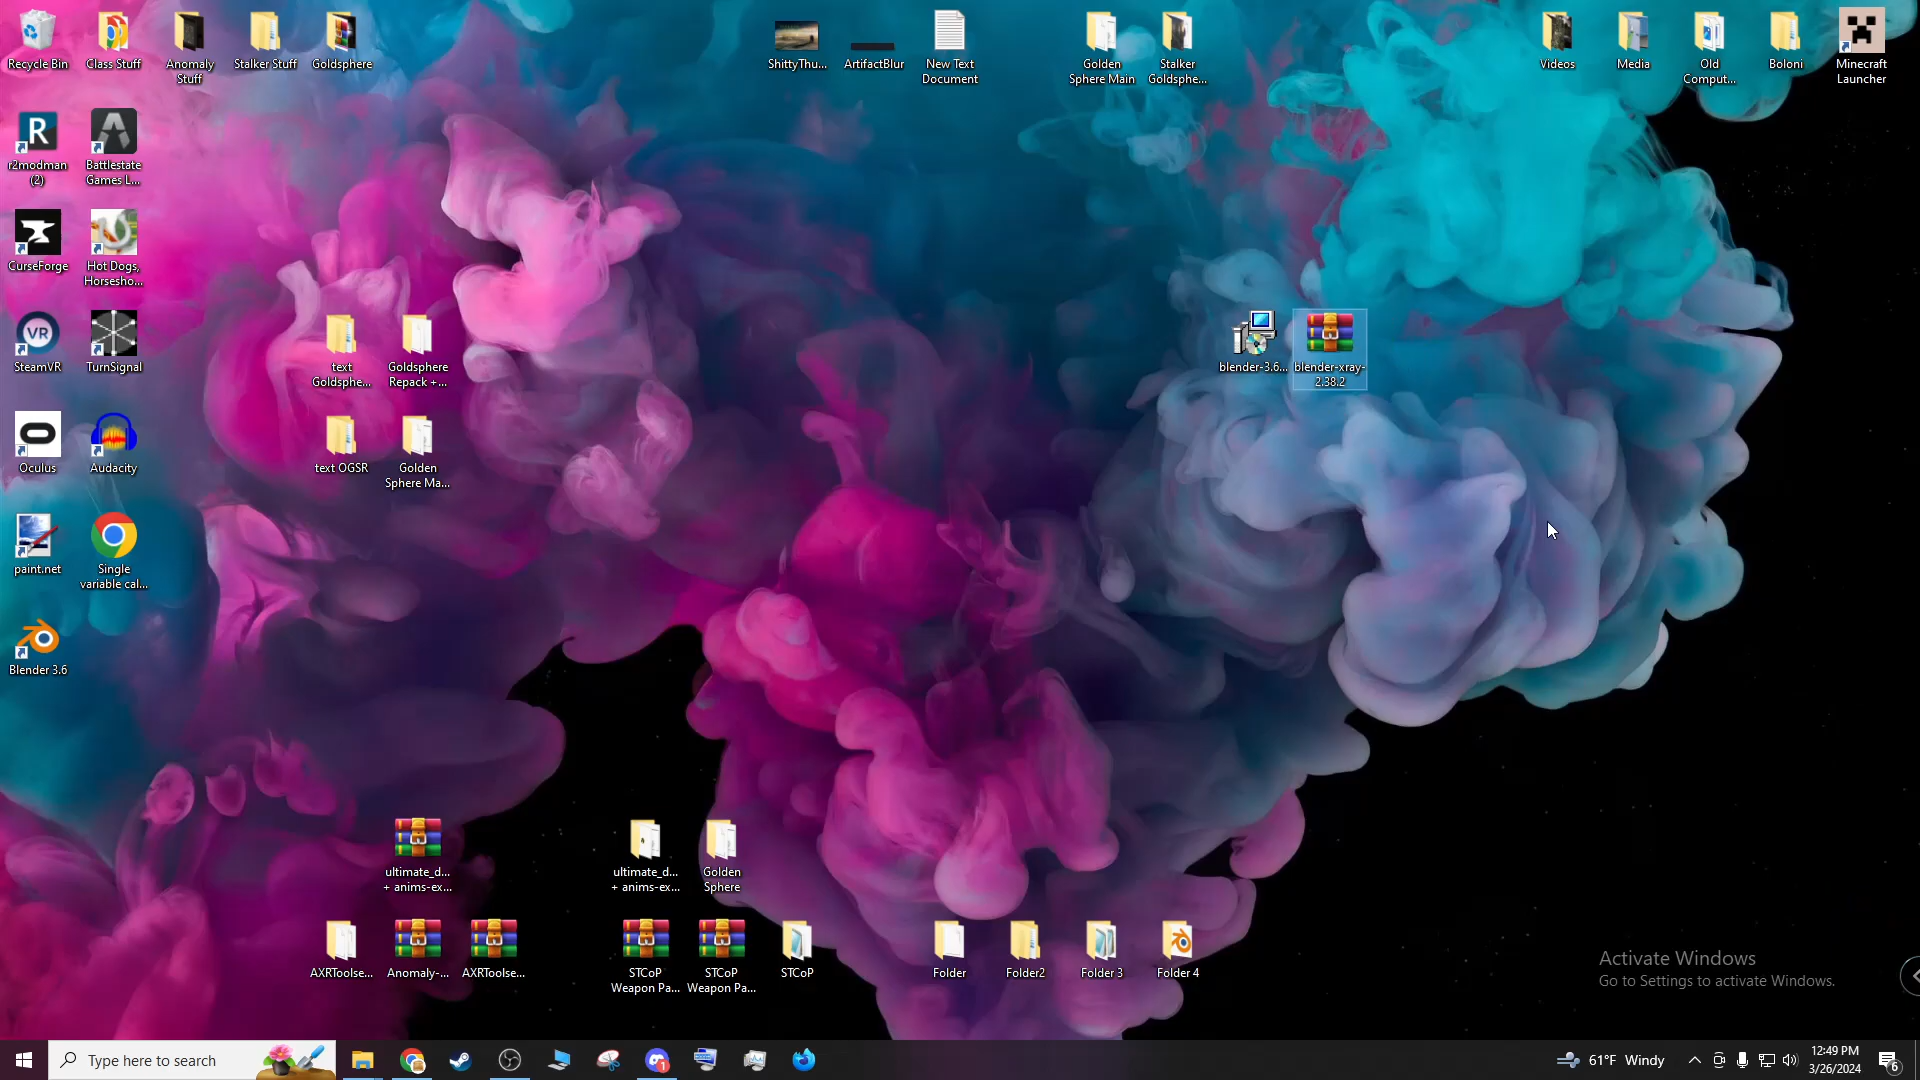 Recycle Bin
Class Stuff
Anomaly
Stuff
Stalker Stuff
Goldsphere
ShittyThu...
ArtifactBlur
New Text
Document
Golden
Sphere Main
Stalker
Goldsphe...
Videos
Media
Old
Comput...
Boloni
Minecraft
Launcher
R
r2modman
(2)
Battlestate
Games L...
CurseForge
Hot Dogs,
Horsesho...
VR
SteamVR
TurnSignal
text
Goldsphe...
Goldsphere
Repack +...
blender-3.6...
blender-xray-
2.38.2
Oculus
Audacity
text OGSR
Golden
Sphere Ma...
paint.net
Single
variable cal...
Blender 3.6
ultimate_d...
+ anims-ex...
ultimate_d...
+ anims-ex...
Golden
Sphere
AXRToolse...
Anomaly-...
AXRToolse...
STCoP
Weapon Pa...
STCoP
Weapon Pa...
STCoP
Folder
Folder2
Folder 3
Folder 4
Activate Windows
Go to Settings to activate Windows.
Type here to search
1
61°F Windy
12:49 PM
3/26/2024
6